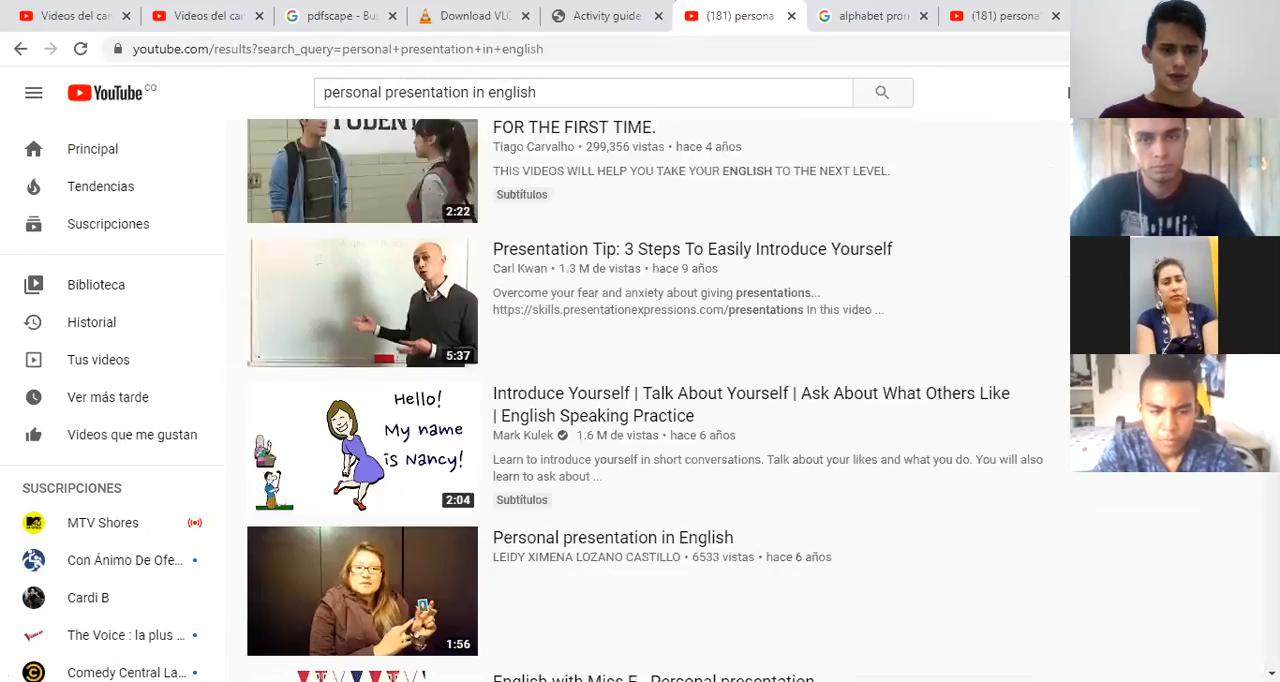 Videos del car
Videos del car
pdfscape - Bu
Download VLC
Activity guide
(181) persona
alphabet pron
(181) persona
youtube.com/results?search_query=personal+presentation+in+english
YouTube CO
personal presentation in english
Principal
Tendencias
Suscripciones
Biblioteca
Historial
Tus videos
Ver más tarde
Videos que me gustan
SUSCRIPCIONES
MTV Shores
Con Ánimo De Ofe...
Cardi B
The Voice : la plus ...
Comedy Central La...
TUDENT
2:22
FOR THE FIRST TIME.
Tiago Carvalho • 299,356 vistas • hace 4 años
THIS VIDEOS WILL HELP YOU TAKE YOUR ENGLISH TO THE NEXT LEVEL.
Subtítulos
5:37
Presentation Tip: 3 Steps To Easily Introduce Yourself
Carl Kwan • 1.3 M de vistas • hace 9 años
Overcome your fear and anxiety about giving presentations...
https://skills.presentationexpressions.com/presentations In this video ...
Hello!
My name
is Nancy!
2:04
Introduce Yourself | Talk About Yourself | Ask About What Others Like
| English Speaking Practice
Mark Kulek 1.6 M de vistas • hace 6 años
Learn to introduce yourself in short conversations. Talk about your likes and what you do. You will also
learn to ask about ...
Subtítulos
1:56
Personal presentation in English
LEIDY XIMENA LOZANO CASTILLO • 6533 vistas • hace 6 años
English with Miss E - Personal presentation